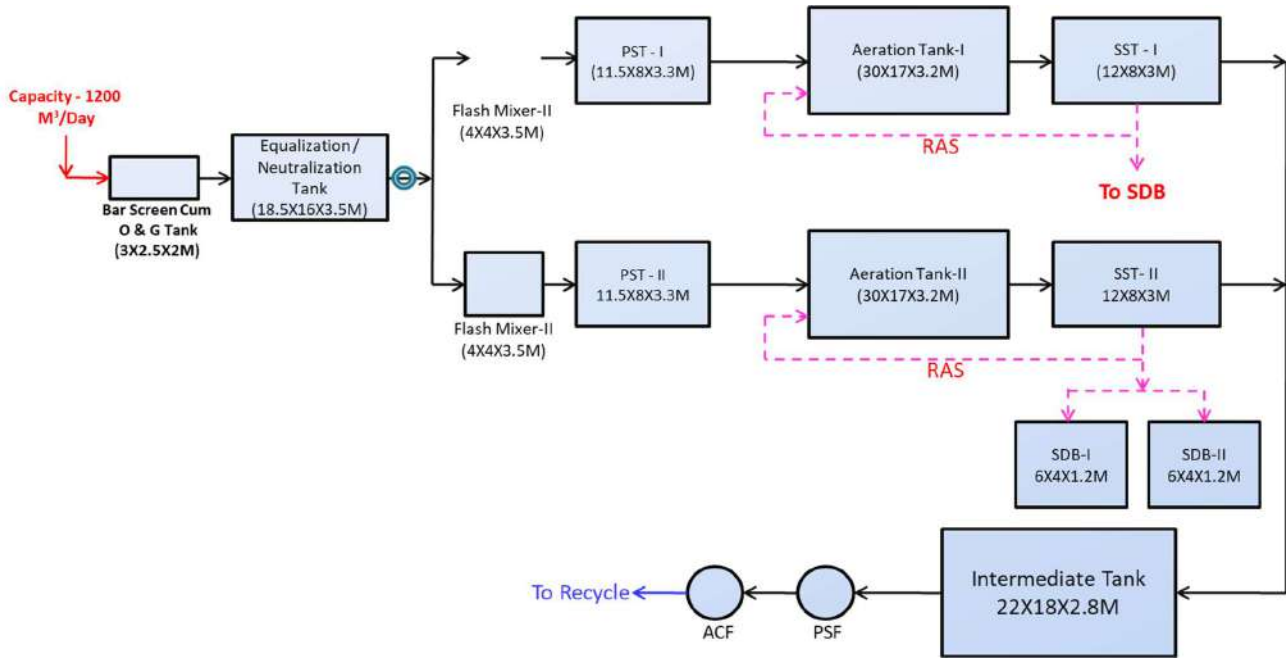 Capacity - 1200
M³/Day
Bar Screen Cum
O & G Tank
(3X2.5X2M)
Equalization/
Neutralization
Tank
(18.5X16X3.5M)
Flash Mixer-II
(4X4X3.5M)
PST - I
(11.5X8X3.3M)
Aeration Tank-I
(30X17X3.2M)
SST - I
(12X8X3M)
RAS
To SDB
Flash Mixer-II
(4X4X3.5M)
PST - II
11.5X8X3.3M
Aeration Tank-II
(30X17X3.2M)
SST- II
12X8X3M
RAS
SDB-I
6X4X1.2M
SDB-II
6X4X1.2M
Intermediate Tank
22X18X2.8M
PSF
ACF
To Recycle